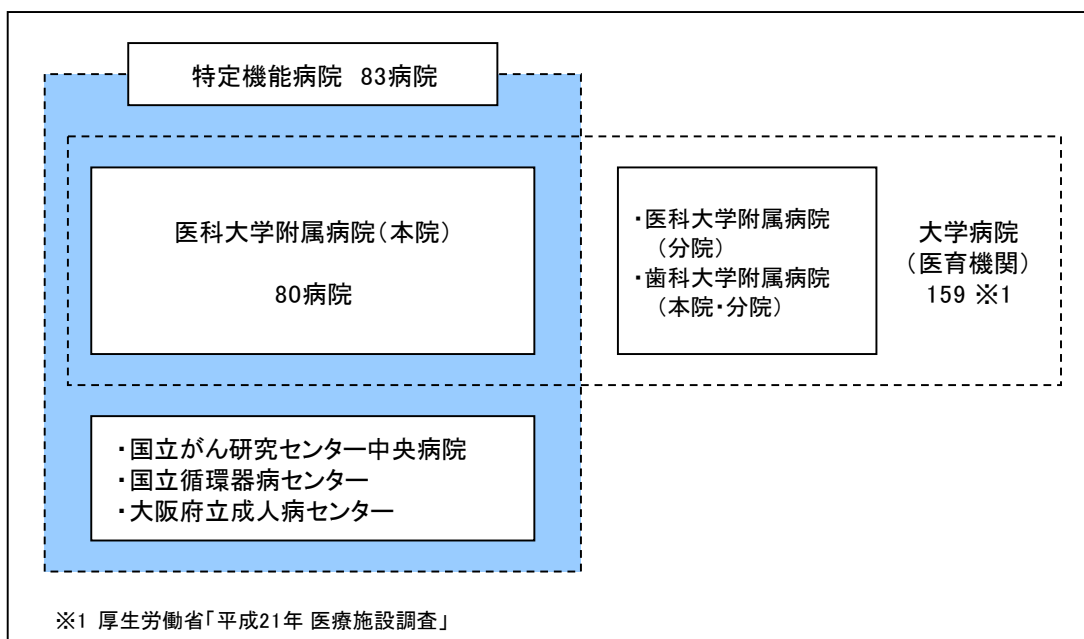 特定機能病院 83病院
医科大学附属病院(本院)
80病院
・医科大学附属病院
(分院)
・歯科大学附属病院
(本院・分院)
大学病院
(医育機関)
159 ※1
・国立がん研究センター中央病院
・国立循環器病センター
・大阪府立成人病センター
※1 厚生労働省「平成21年 医療施設調査」